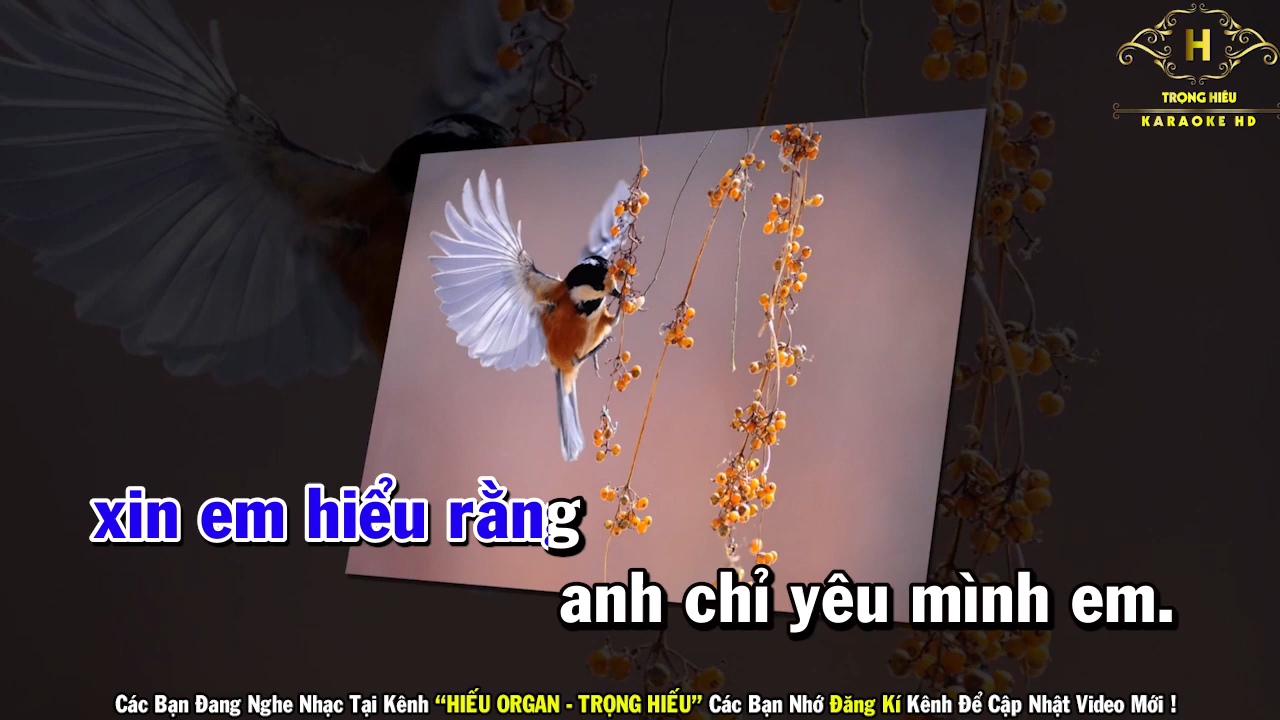 H
TRỌNG HIẾU
KARAOKE HD
xin em hiểu rằng
anh chỉ yêu mình em.
Các Bạn Đang Nghe Nhạc Tại Kênh “HIẾU ORGAN - TRỌNG HIẾU” Các Bạn Nhớ Đăng Kí Kênh Để Cập Nhật Video Mới !